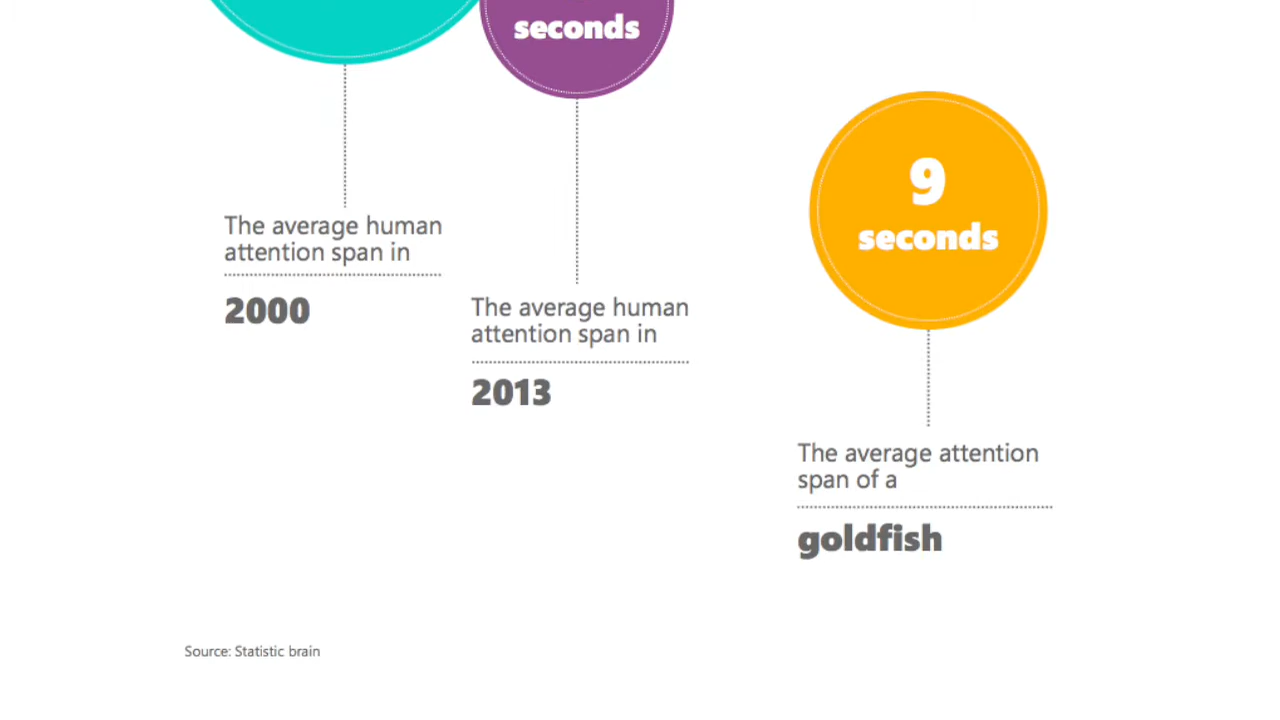 seconds
The average human
attention span in
2000
The average human
attention span in
2013
9
seconds
The average attention
span of a
goldfish
Source: Statistic brain